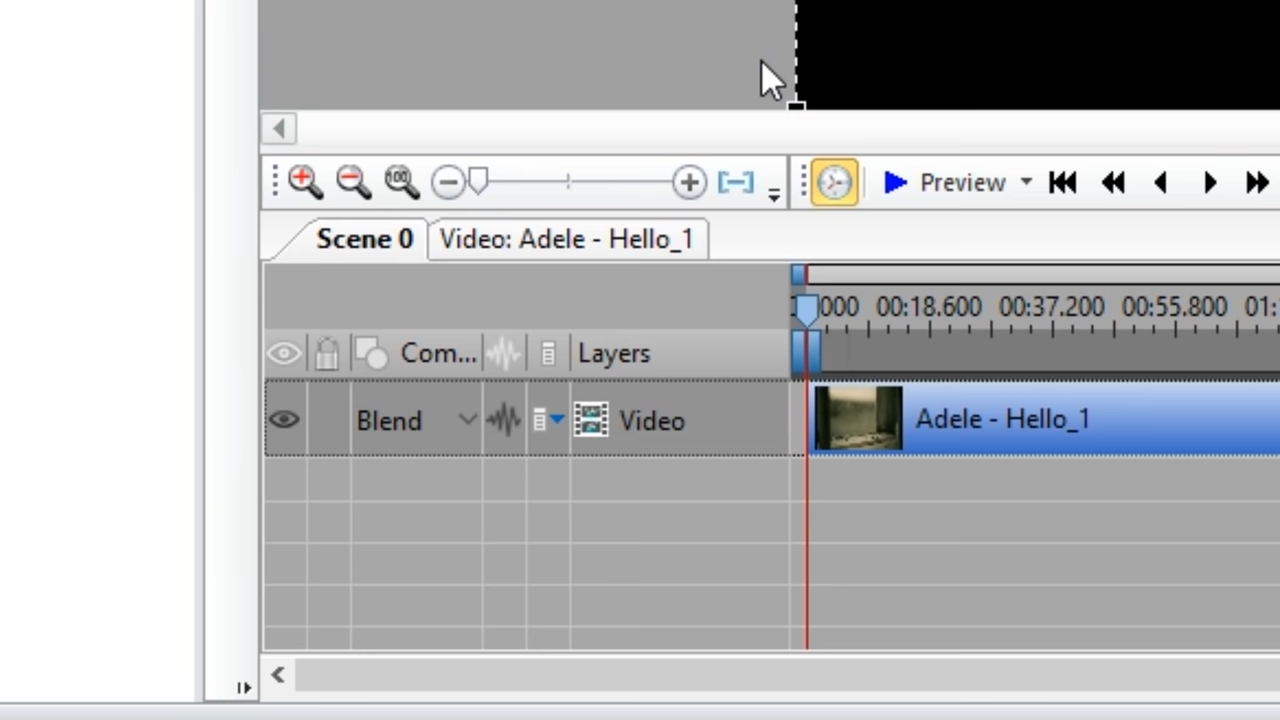 100
Preview
Scene 0
Video: Adele - Hello_1
000 00:18.600 00:37.200 00:55.800 01:
Com... Layers
Blend Video Adele - Hello_1